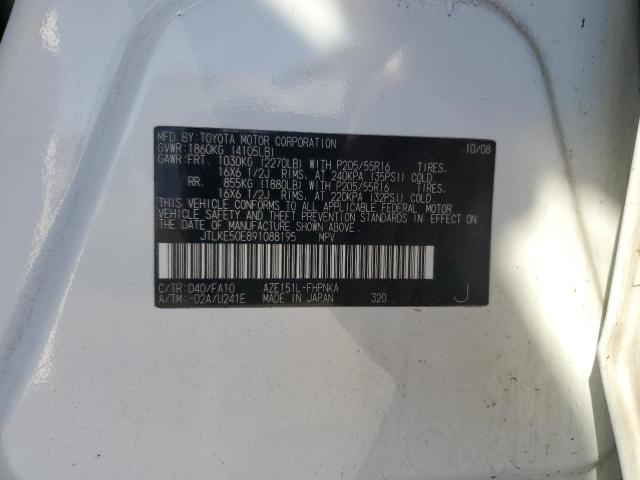 MFD.BY:TOYOTA MOTOR CORPORATION 10/08
GVWR:1860KG (4105LB)
GAWR:FRT. 1030KG (2270LB) WITH P205/55R16 TIRES.
16X6 1/2J RIMS. AT 240KPA (35PSI) COLD
RR. 855KG (1880LB) WITH P205/55R16 TIRES.
16X6 1/2J RIMS. AT 220KPA (32PSI) COLD.
THIS VEHICLE CONFORMS TO ALL APPLICABLE FEDERAL MOTOR
VEHICLE SAFETY AND THEFT PREVENTION STANDARDS IN EFFECT ON
THE DATE OF MANUFACTURE SHOWN ABOVE.
JTLKE50E891088195 MPV
C/TR:040/FA10 AZE151L-FHPNKA
A/TM:-02A/U241E MADE IN JAPAN 320 J